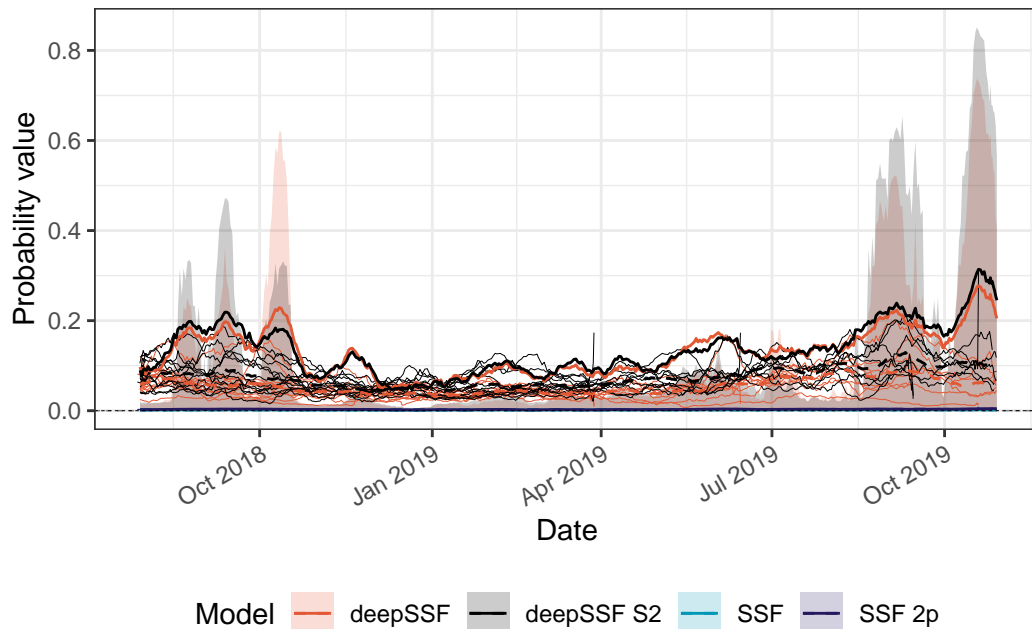 0.8
0.6
0.4
0.2
0.0
Probability value
Oct 2018
Jan 2019
Apr 2019
Jul 2019
Oct 2019
Date
Model deepSSF deepSSF S2 SSF SSF 2p